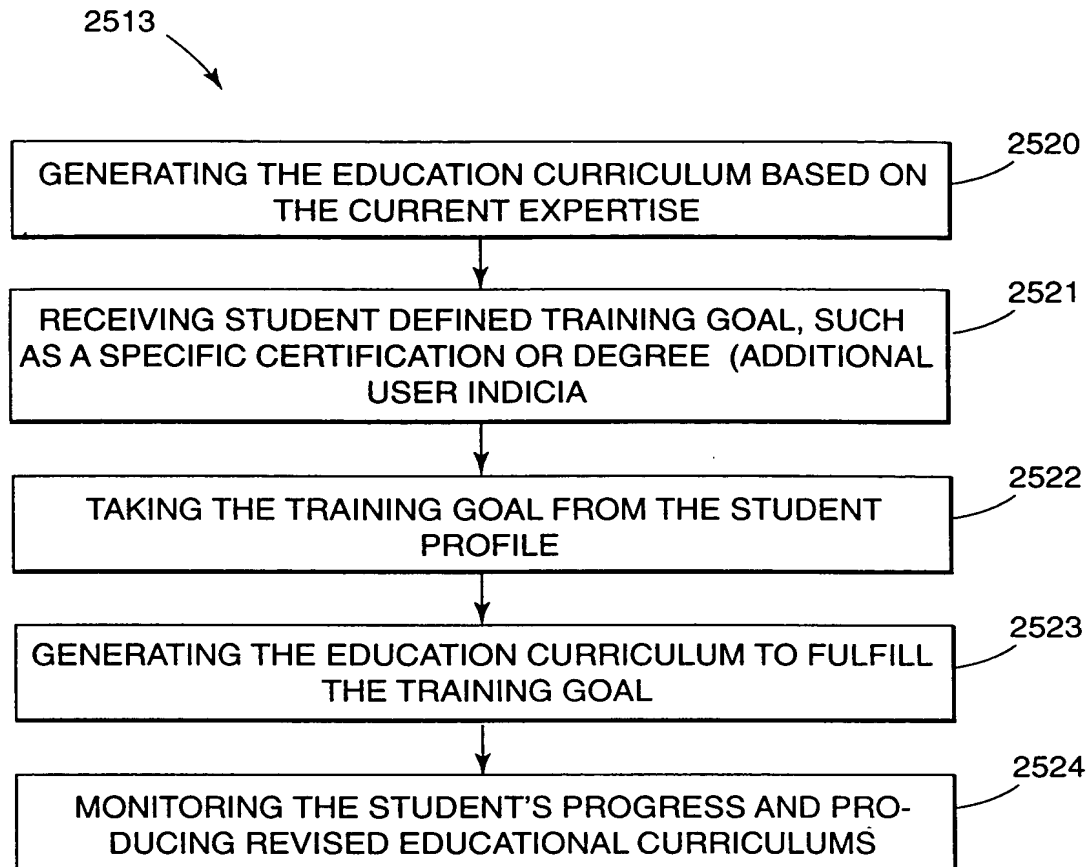 2513
2520
GENERATING THE EDUCATION CURRICULUM BASED ON
THE CURRENT EXPERTISE
2521
RECEIVING STUDENT DEFINED TRAINING GOAL, SUCH
AS A SPECIFIC CERTIFICATION OR DEGREE (ADDITIONAL
USER INDICIA
2522
TAKING THE TRAINING GOAL FROM THE STUDENT
PROFILE
2523
GENERATING THE EDUCATION CURRICULUM TO FULFILL
THE TRAINING GOAL
2524
MONITORING THE STUDENT'S PROGRESS AND PRO-
DUCING REVISED EDUCATIONAL CURRICULUMS